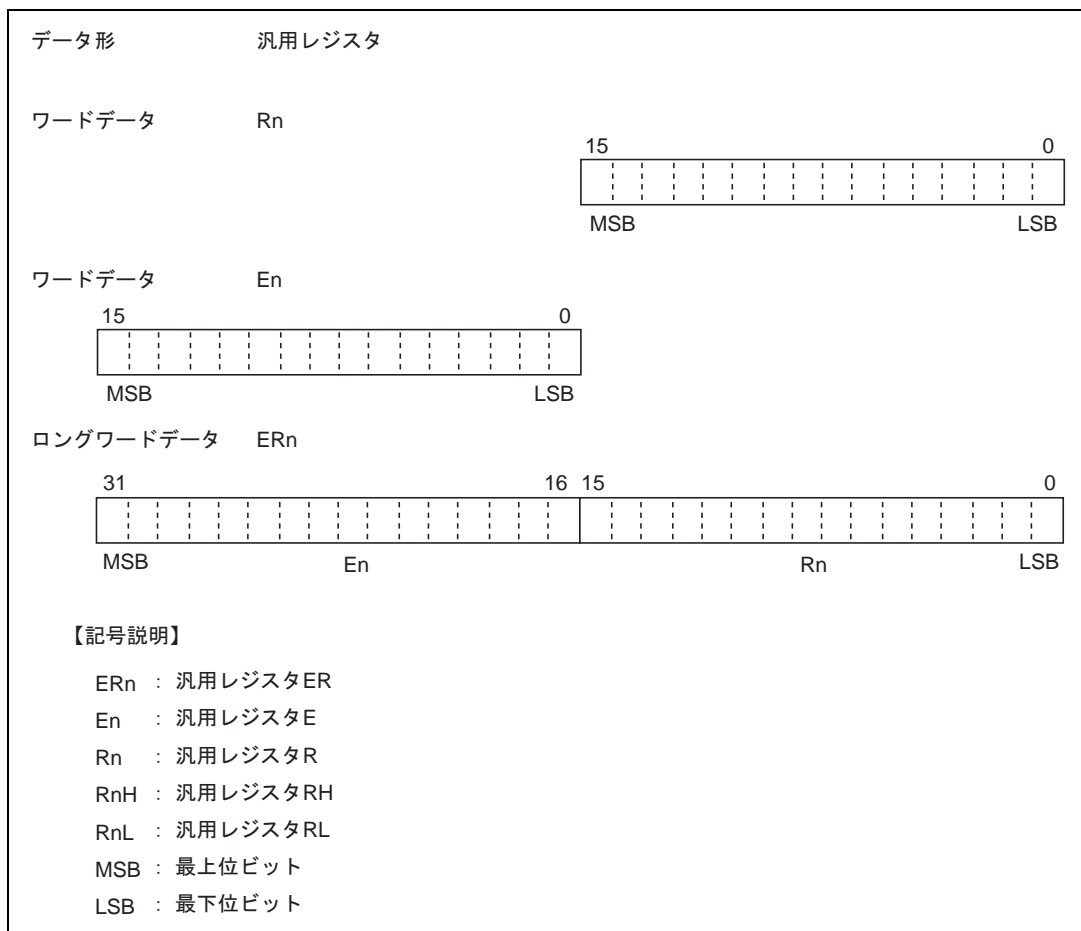 データ形 汎用レジスタ
ワードデータ Rn
15 0
MSB LSB
ワードデータ En
15 0
MSB LSB
ロングワードデータ ERn
31 16 15 0
MSB En Rn LSB
【記号説明】
ERn : 汎用レジスタER
En : 汎用レジスタE
Rn : 汎用レジスタR
RnH : 汎用レジスタRH
RnL : 汎用レジスタRL
MSB : 最上位ビット
LSB : 最下位ビット